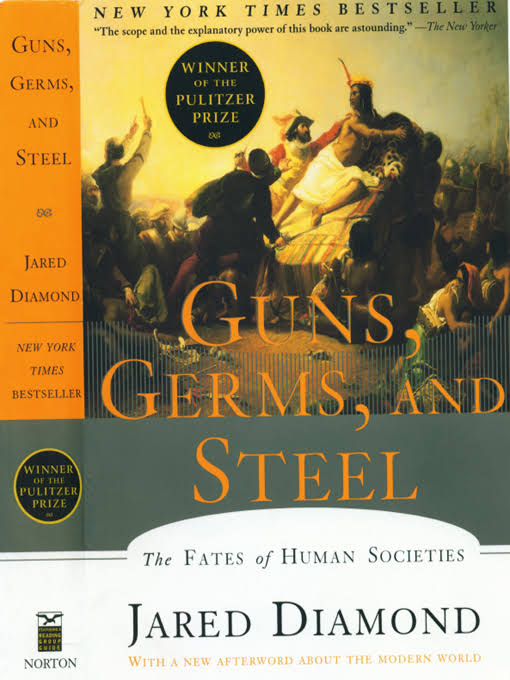 GUNS,
GERMS,
AND
STEEL
JARED
DIAMOND
NEW YORK
TIMES
BESTSELLER
WINNER
OF THE
PULITZER
PRIZE
READING
GROUP
GUIDE
NORTON
NEW YORK TIMES BESTSELLER
"The scope and the explanatory power of this book are astounding." —The New Yorker
WINNER
OF THE
PULITZER
PRIZE
GUNS,
GERMS, AND
STEEL
The FATES of HUMAN SOCIETIES
JARED DIAMOND
WITH A NEW AFTERWORD ABOUT THE MODERN WORLD